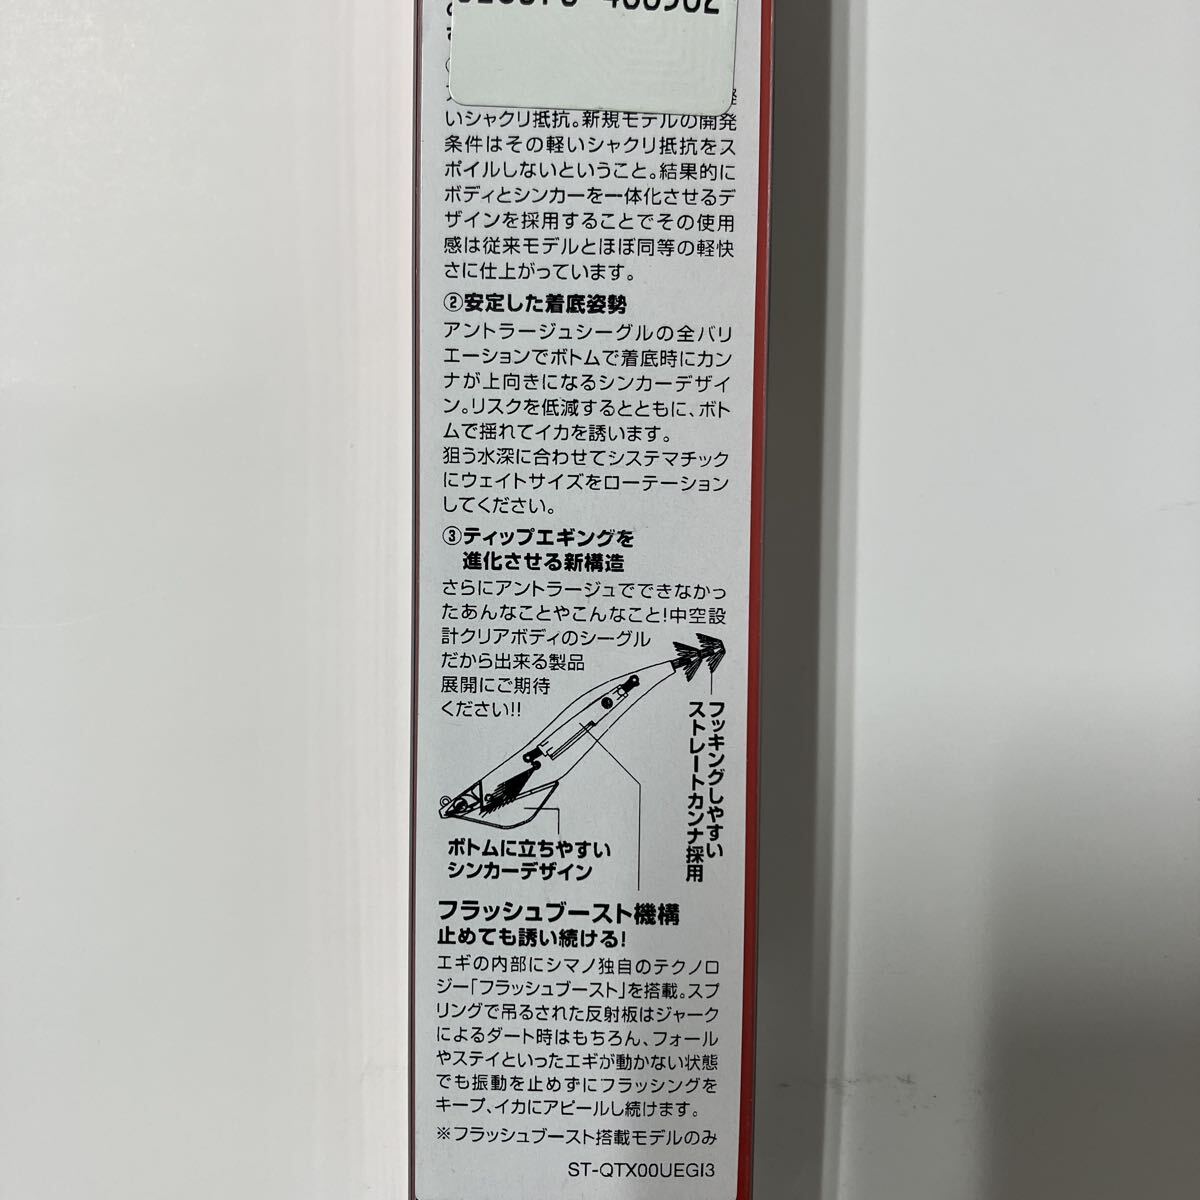 いシャクリ抵抗。新規モデルの開発
条件はその軽いシャクリ抵抗をス
ポイルしないということ。結果的に
ボディとシンカーを一体化させるデ
ザインを採用することでその使用
感は従来モデルとほぼ同等の軽快
さに仕上がっています。
②安定した着底姿勢
アントラージュシーグルの全バリ
エーションでボトムで着底時にカン
ナが上向きになるシンカーデザイ
ン。リスクを低減するとともに、ボト
ムで揺れてイカを誘います。
狙う水深に合わせてシステマチック
にウェイトサイズをローテーション
してください。
③ティップエギングを
進化させる新構造
さらにアントラージュでできなかっ
たあんなことやこんなこと!中空設
計クリアボディのシーグル
だから出来る製品
展開にご期待
ください!!
フッキングしやすい
ストレートカンナ採用
ボトムに立ちやすい
シンカーデザイン
フラッシュブースト機構
止めても誘い続ける!
エギの内部にシマノ独自のテクノロ
ジー「フラッシュブースト」を搭載。スプ
リングで吊るされた反射板はジャーク
によるダート時はもちろん、フォール
やステイといったエギが動かない状態
でも振動を止めずにフラッシングを
キープ、イカにアピールし続けます。
※フラッシュブースト搭載モデルのみ
ST-QTX00UEGI3